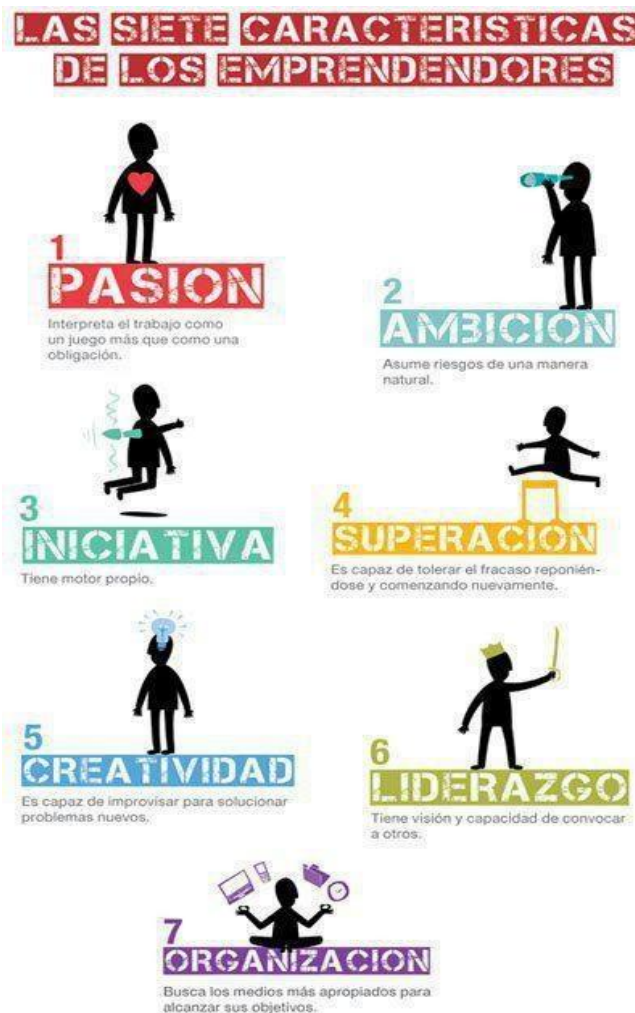 LAS SIETE CARACTERISTICAS
DE LOS EMPRENDENDORES
1
PASION
Interpreta el trabajo como
un juego más que como una
obligación.
2
AMBICION
Asume riesgos de una manera
natural.
3
INICIATIVA
Tiene motor propio.
4
SUPERACION
Es capaz de tolerar el fracaso reponién-
dose y comenzando nuevamente.
5
CREATIVIDAD
Es capaz de improvisar para solucionar
problemas nuevos.
6
LIDERAZGO
Tiene visión y capacidad de convocar
a otros.
7
ORGANIZACION
Busca los medios más apropiados para
alcanzar sus objetivos.